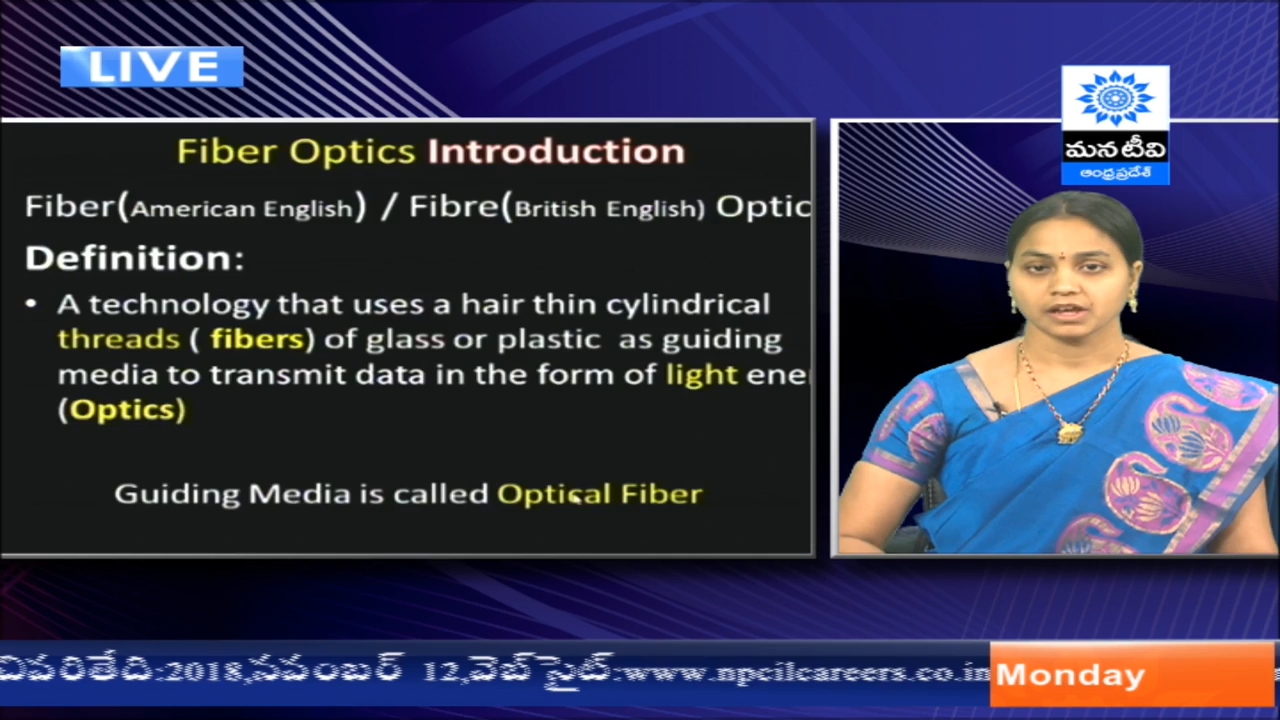 LIVE
మన టీవీ
ఆంధ్రప్రదేశ్
Fiber Optics Introduction
Fiber(American English) / Fibre(British English) Optic
Definition:
• A technology that uses a hair thin cylindrical
threads ( fibers) of glass or plastic as guiding
media to transmit data in the form of light ene
(Optics)
Guiding Media is called Optical Fiber
చివరితేది:2018,నవంబర్ 12,వెబ్ సైట్:www.npcilcareers.co.in
Monday